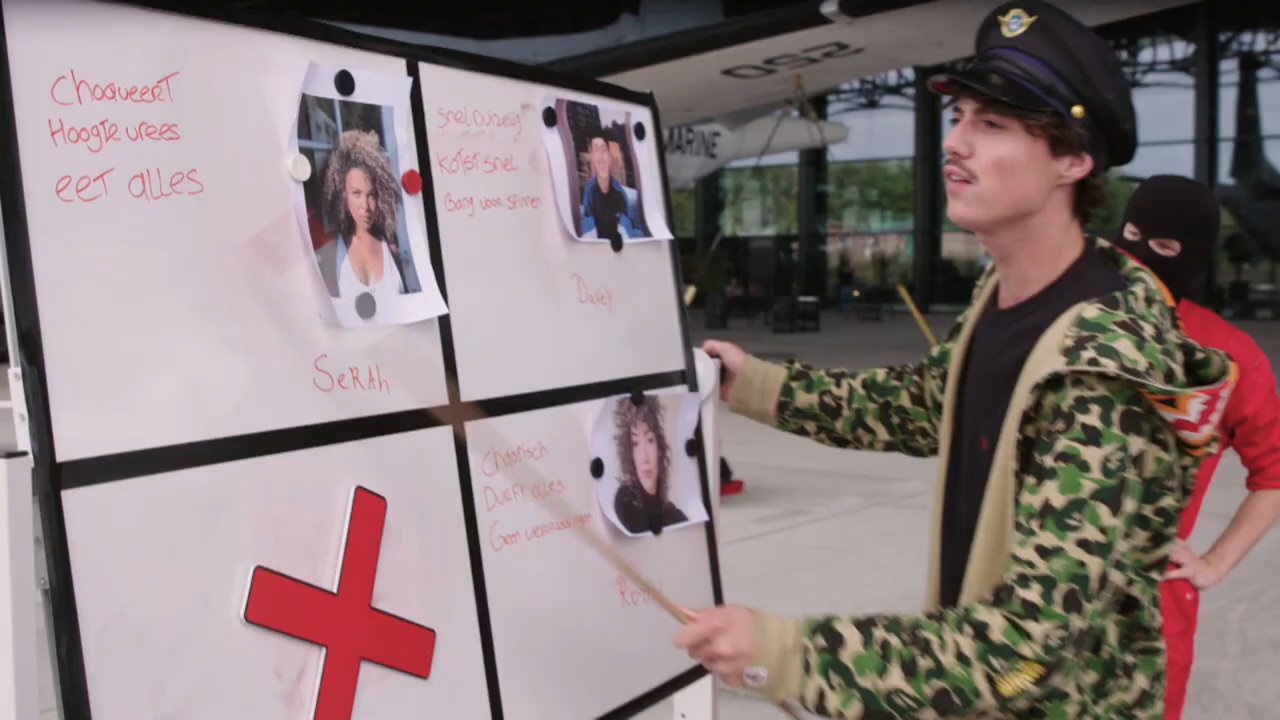 Choqueert
Hoogte vrees
eet alles
SeRAh
Snel duizelig
Kotst snel
Bang voor spinnen
Davey
Chaotisch
Durft alles
Geen
052
MARINE